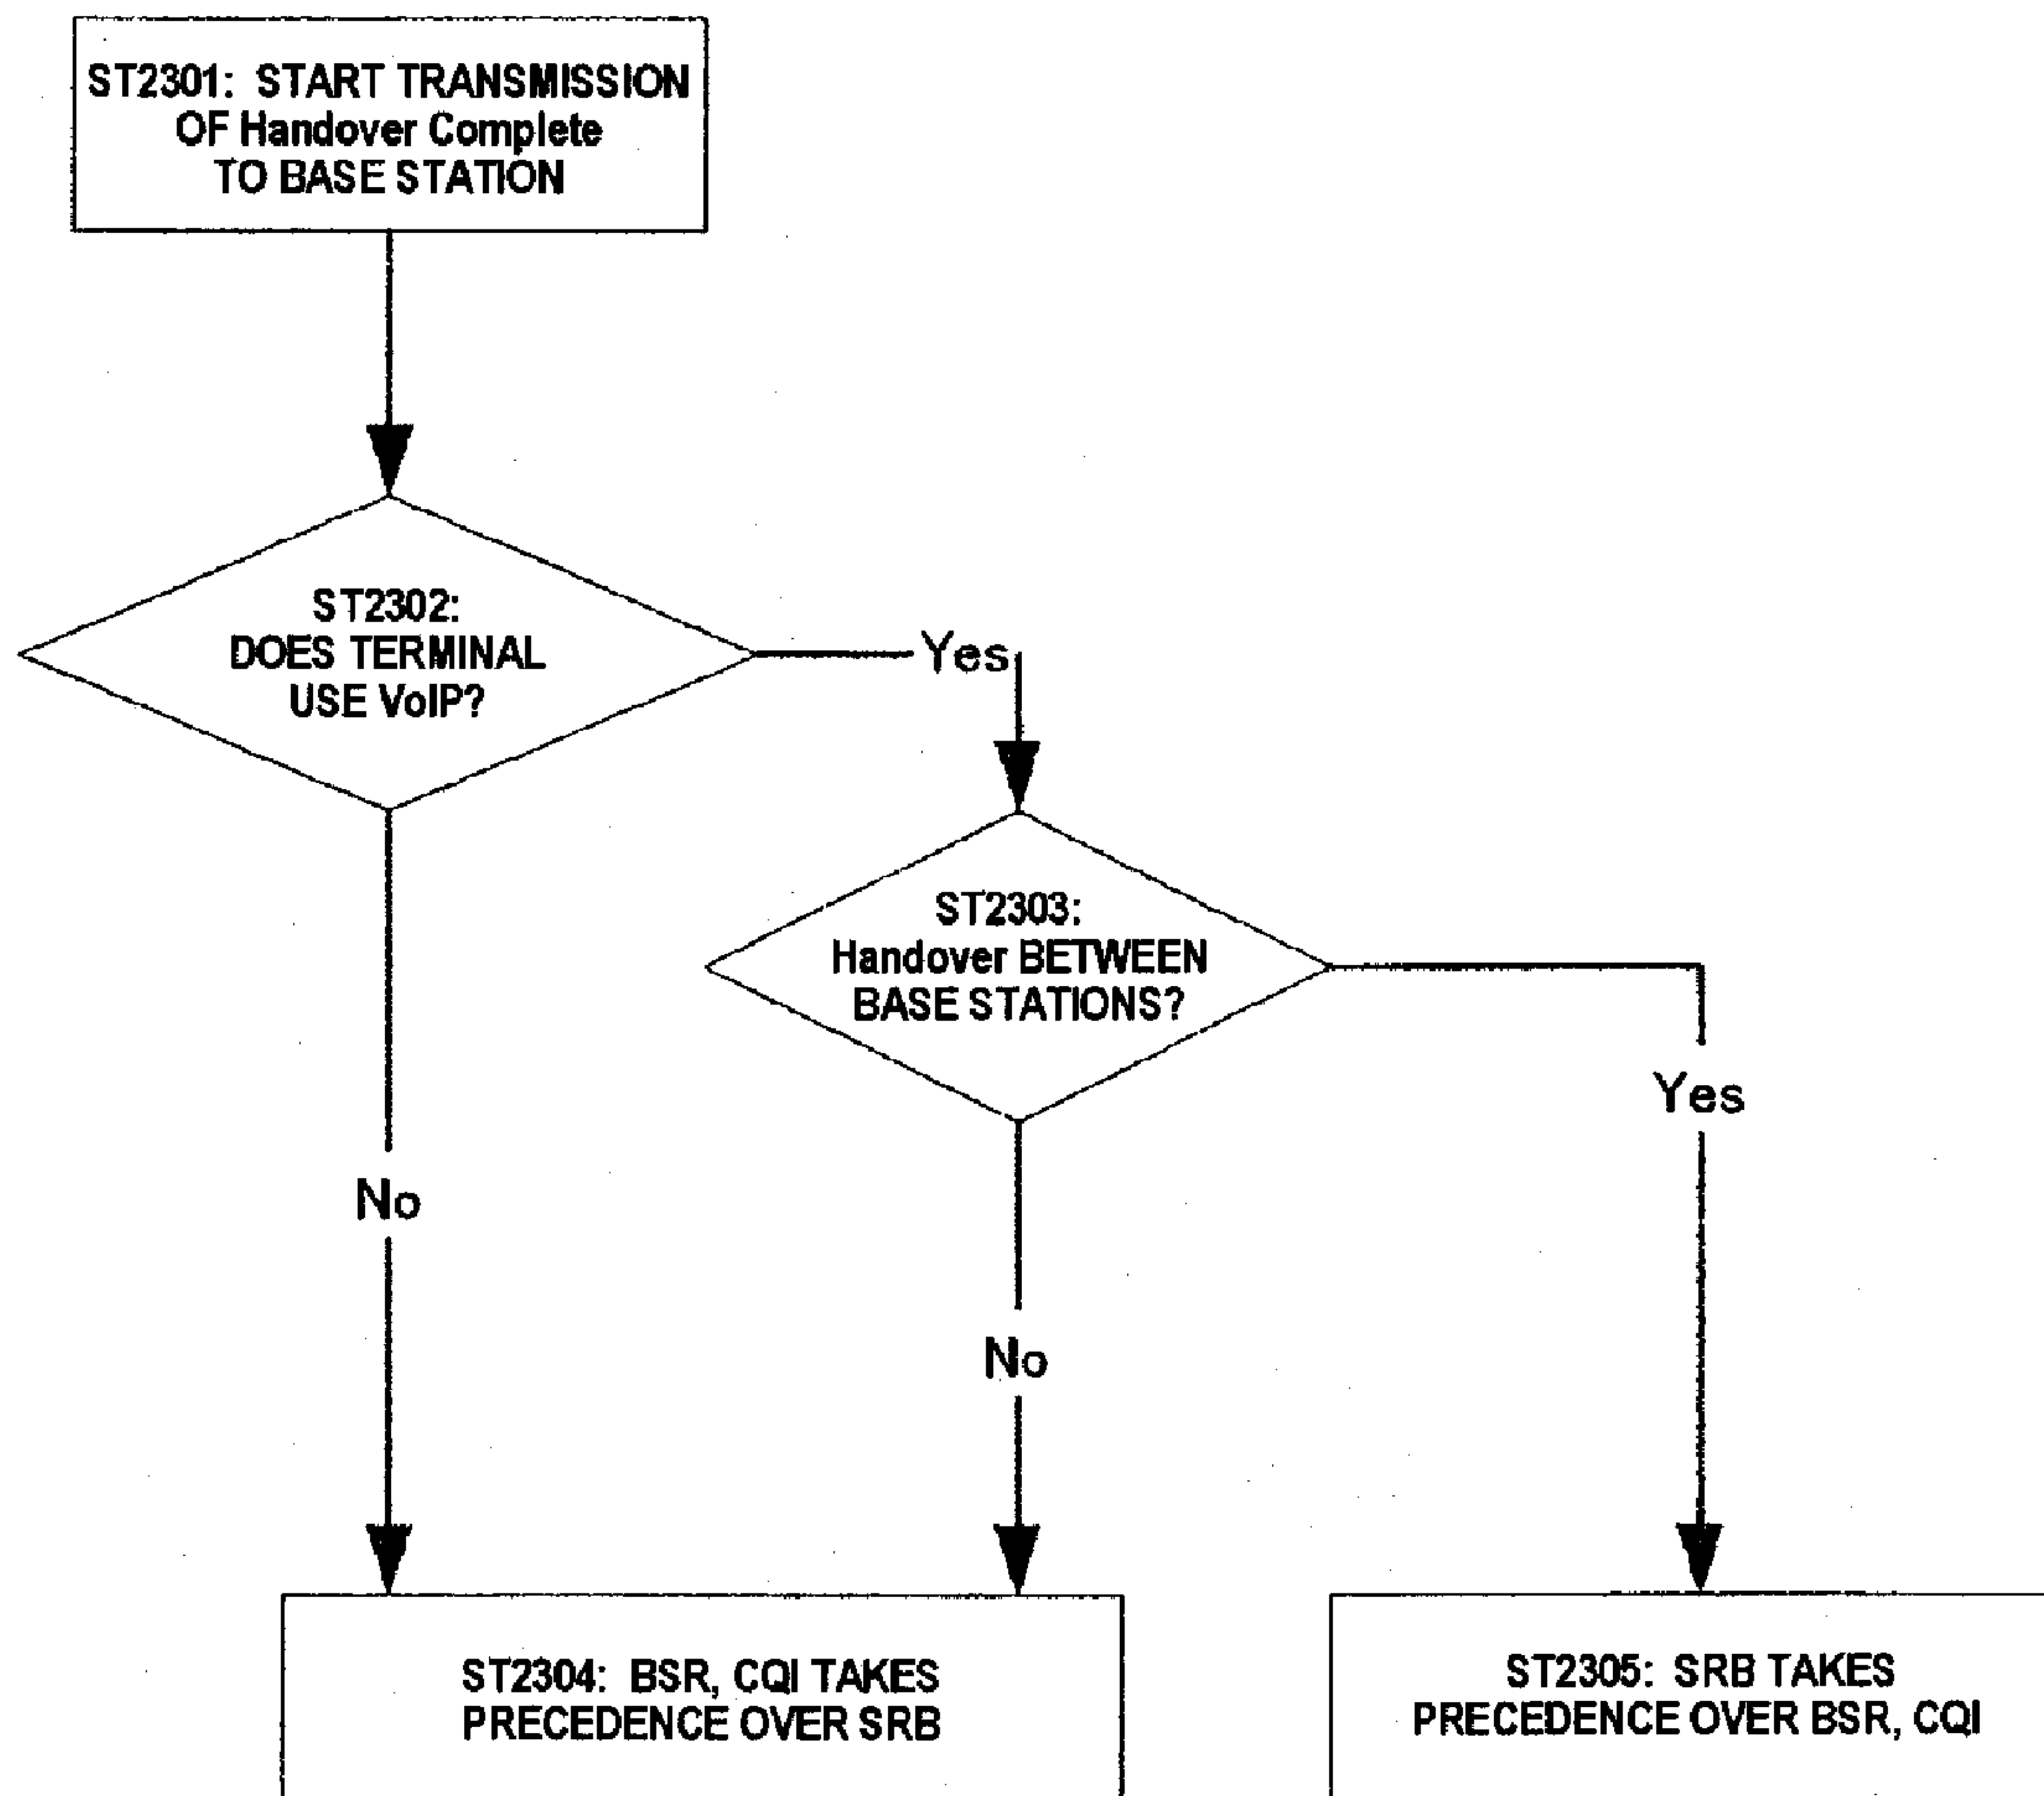 ST2301: START TRANSMISSION
OF Handover Complete
TO BASE STATION
ST2302:
DOES TERMINAL
USE VoIP?
Yes
ST2303:
Handover BETWEEN
BASE STATIONS?
Yes
No
No
ST2304: BSR, CQI TAKES
PRECEDENCE OVER SRB
ST2305: SRB TAKES
PRECEDENCE OVER BSR, CQI